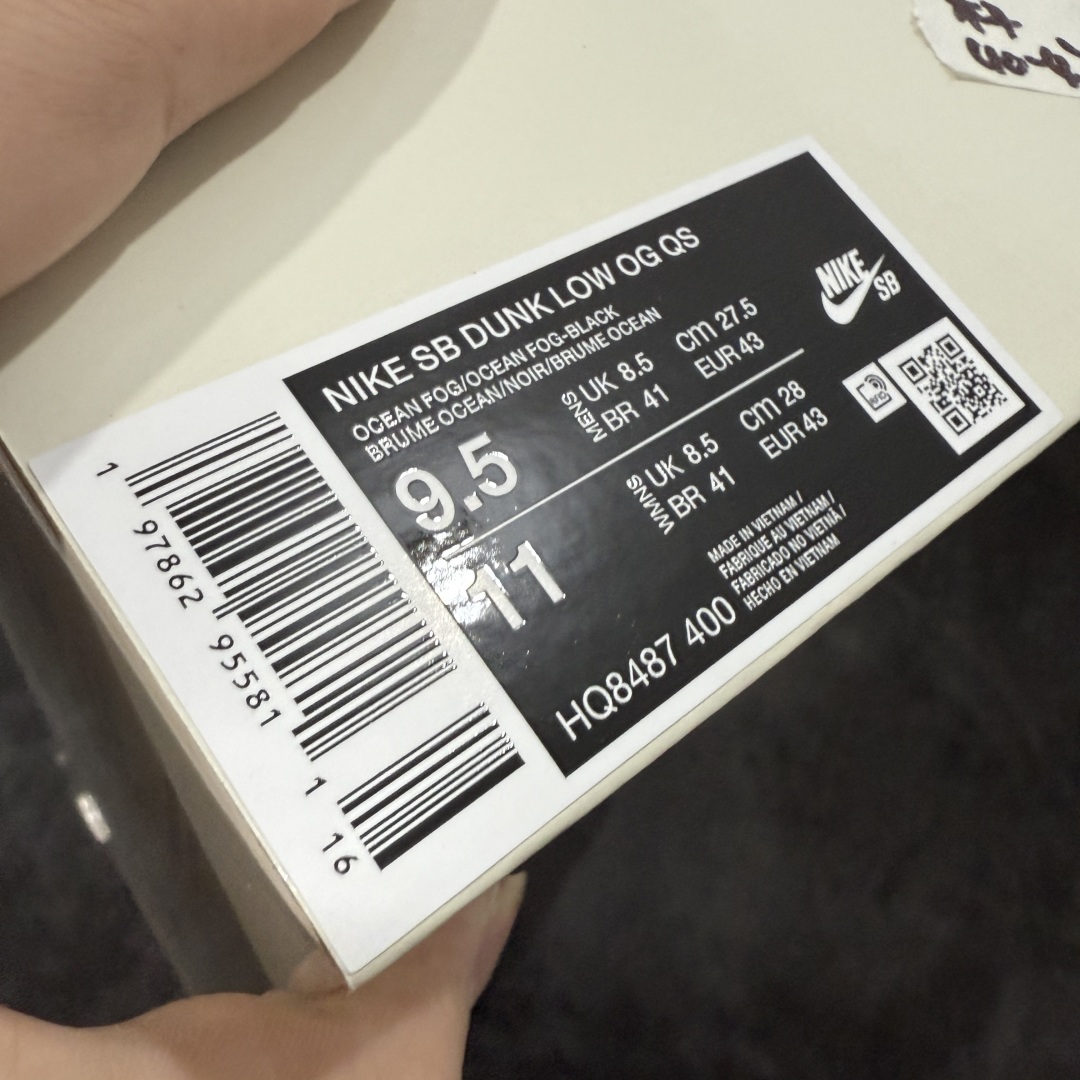 NIKE SB DUNK LOW OG QS
OCEAN FOG/OCEAN FOG-BLACK
BRUME OCEAN/NOIR/BRUME OCEAN
9.5
MENS
UK 8.5
BR 41
cm 27.5
EUR 43
11
WMNS
UK 8.5
BR 41
cm 28
EUR 43
MADE IN VIETNAM /
FABRIQUE AU VIETNAM /
FABRICADO NO VIETNÃ /
HECHO EN VIETNAM
HQ8487 400
NIKE
SB
RFID
1 97862 95581 1
16